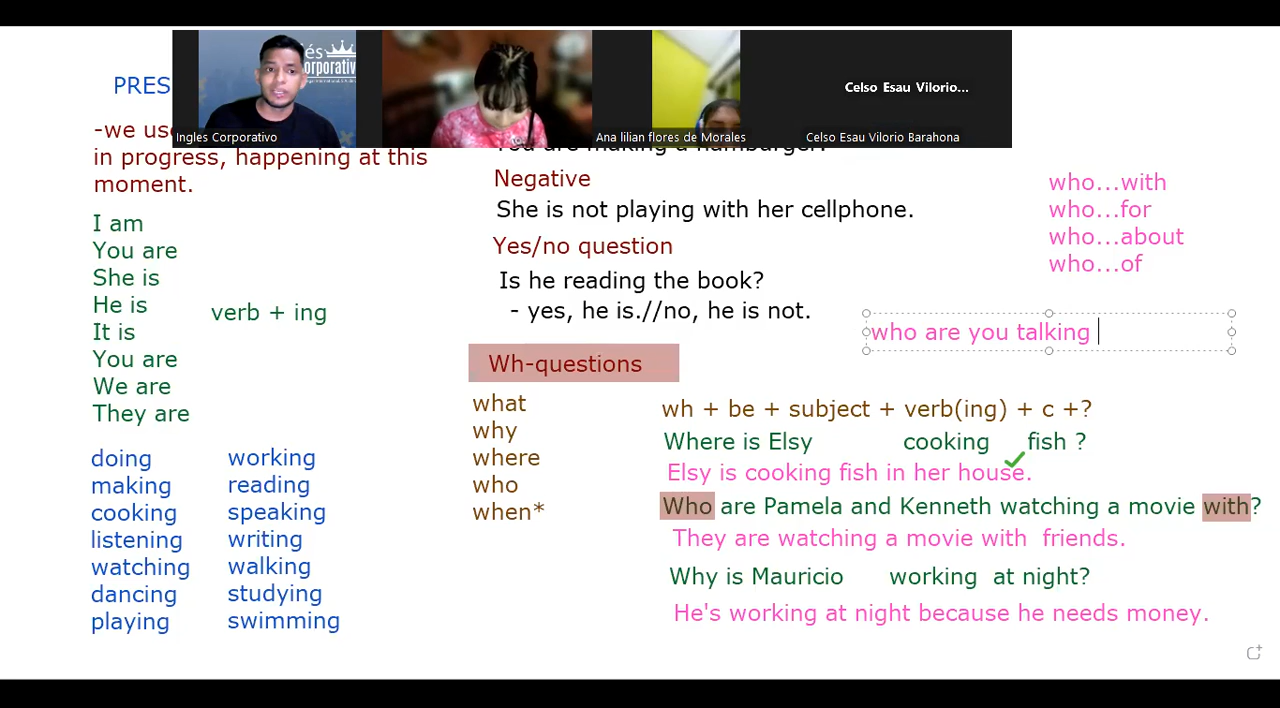 PRES
és
orporativ
Ingles Corporativo
Ana lilian flores de Morales
Celso Esau Vilorio...
Celso Esau Vilorio Barahona
-we us
in progress, happening at this
moment.
I am
You are
She is
He is
It is
You are
We are
They are
verb + ing
doing
making
cooking
listening
watching
dancing
playing
working
reading
speaking
writing
walking
studying
swimming
You are making a hamburger.
Negative
She is not playing with her cellphone.
Yes/no question
Is he reading the book?
- yes, he is.//no, he is not.
Wh-questions
what
why
where
who
when*
who...with
who...for
who...about
who...of
who are you talking
wh + be + subject + verb(ing) + c +?
Where is Elsy cooking fish ?
Elsy is cooking fish in her house.
Who are Pamela and Kenneth watching a movie with?
They are watching a movie with friends.
Why is Mauricio working at night?
He's working at night because he needs money.